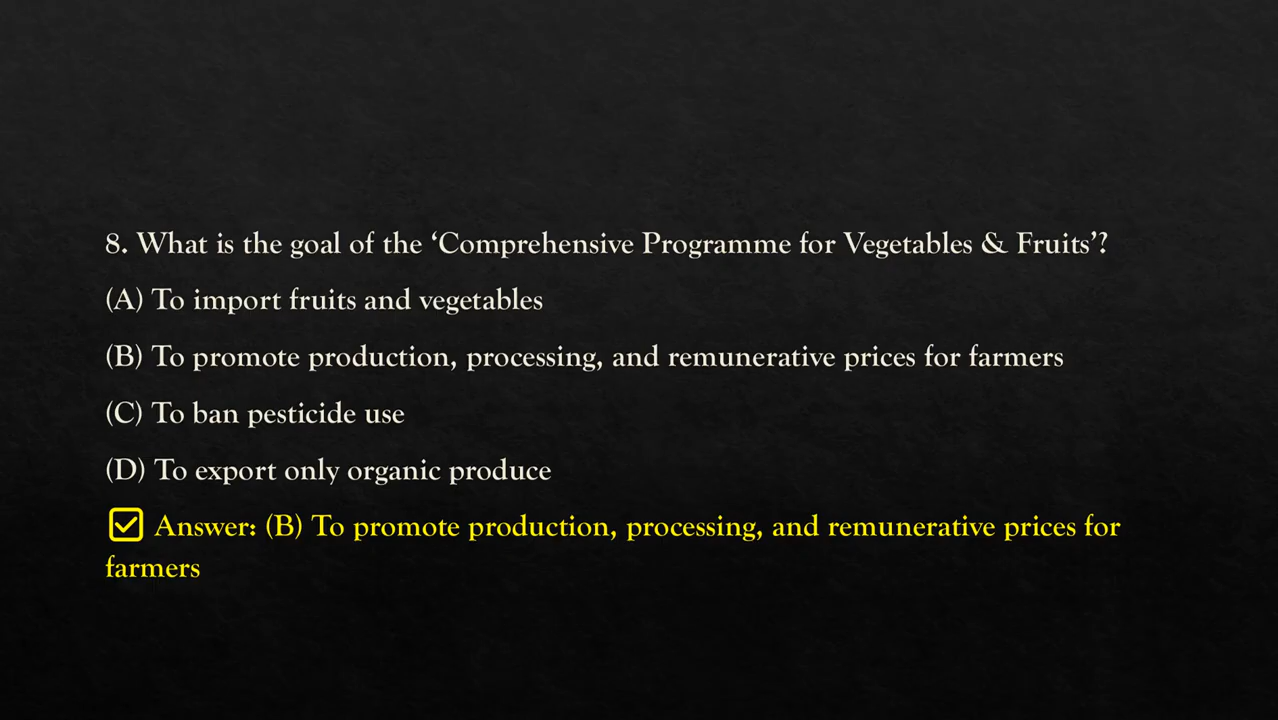 8. What is the goal of the ‘Comprehensive Programme for Vegetables & Fruits’?
(A) To import fruits and vegetables
(B) To promote production, processing, and remunerative prices for farmers
(C) To ban pesticide use
(D) To export only organic produce
☑ Answer: (B) To promote production, processing, and remunerative prices for
farmers